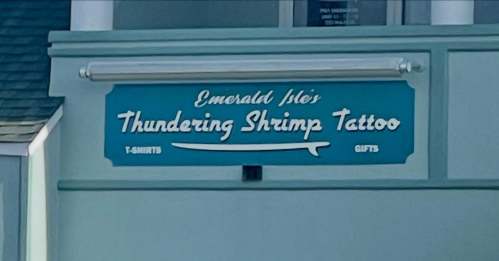 Emerald Isle's
Thundering Shrimp Tattoo
T-SHIRTS GIFTS